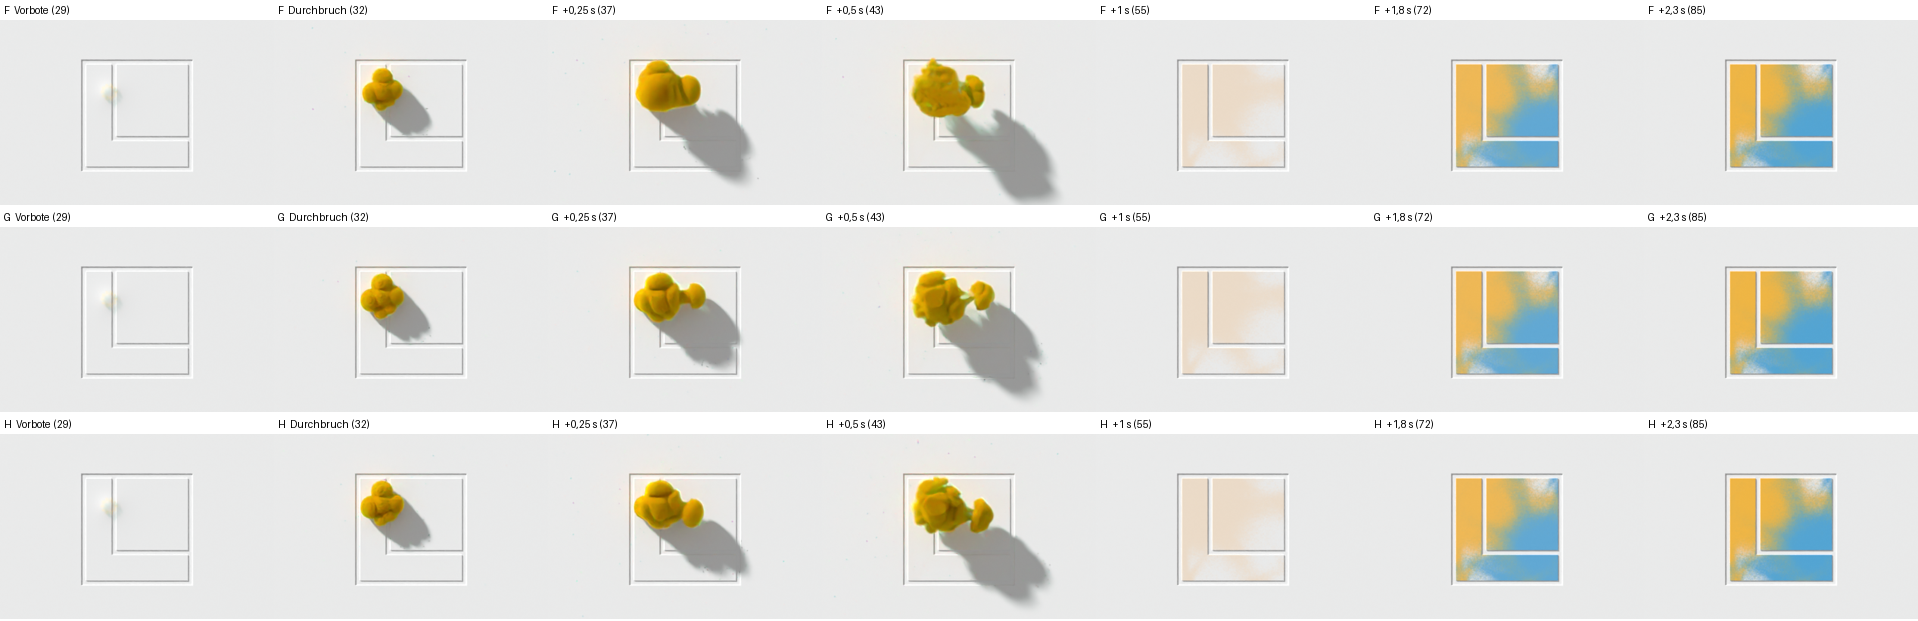 F Vorbote (29) F Durchbruch (32) F +0,25 s (37) F +0,5 s (43) F +1 s (55) F +1,8 s (72) F +2,3 s (85)
G Vorbote (29) G Durchbruch (32) G +0,25 s (37) G +0,5 s (43) G +1 s (55) G +1,8 s (72) G +2,3 s (85)
H Vorbote (29) H Durchbruch (32) H +0,25 s (37) H +0,5 s (43) H +1 s (55) H +1,8 s (72) H +2,3 s (85)